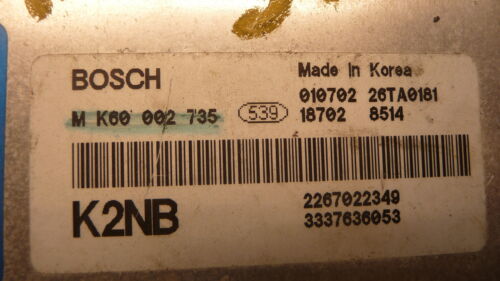 BOSCH
Made in Korea
M K60 002 735 539
010702 26TA0181
18702 8514
K2NB
2267022349
3337636053